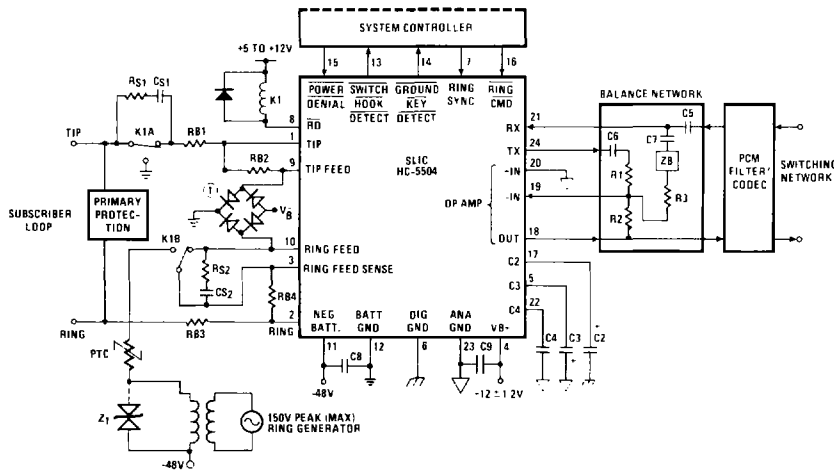 SYSTEM CONTROLLER
+5 TO +12V
15 13 14 7 16
RS1 CS1
K1
POWER DENIAL
SWITCH HOOK DETECT
GROUND KEY DETECT
RING SYNC
RING CMD
BALANCE NETWORK
TIP
K1A
RB1
8 RD
1 TIP
RB2
9 TIP FEED
SLIC
HC-5504
RX 21
TX 24
-IN 20
-IN 19
OP AMP
OUT 18
C5
C6
C7
ZB
R1
R2
R3
PCM
FILTER/
CODEC
SWITCHING
NETWORK
SUBSCRIBER
LOOP
PRIMARY
PROTEC-
TION
VB
K1B
10 RING FEED
3 RING FEED SENSE
RS2
CS2
RB4
C2 17
C3 5
C4 22
RING
RB3
2 RING
NEG
BATT.
BATT
GND
DIG
GND
ANA
GND
VB-
11 12 6 23 4
C8
C9
C4 C3 C2
+ +
PTC
-48V
-12 ± 1.2V
150V PEAK (MAX)
RING GENERATOR
-48V